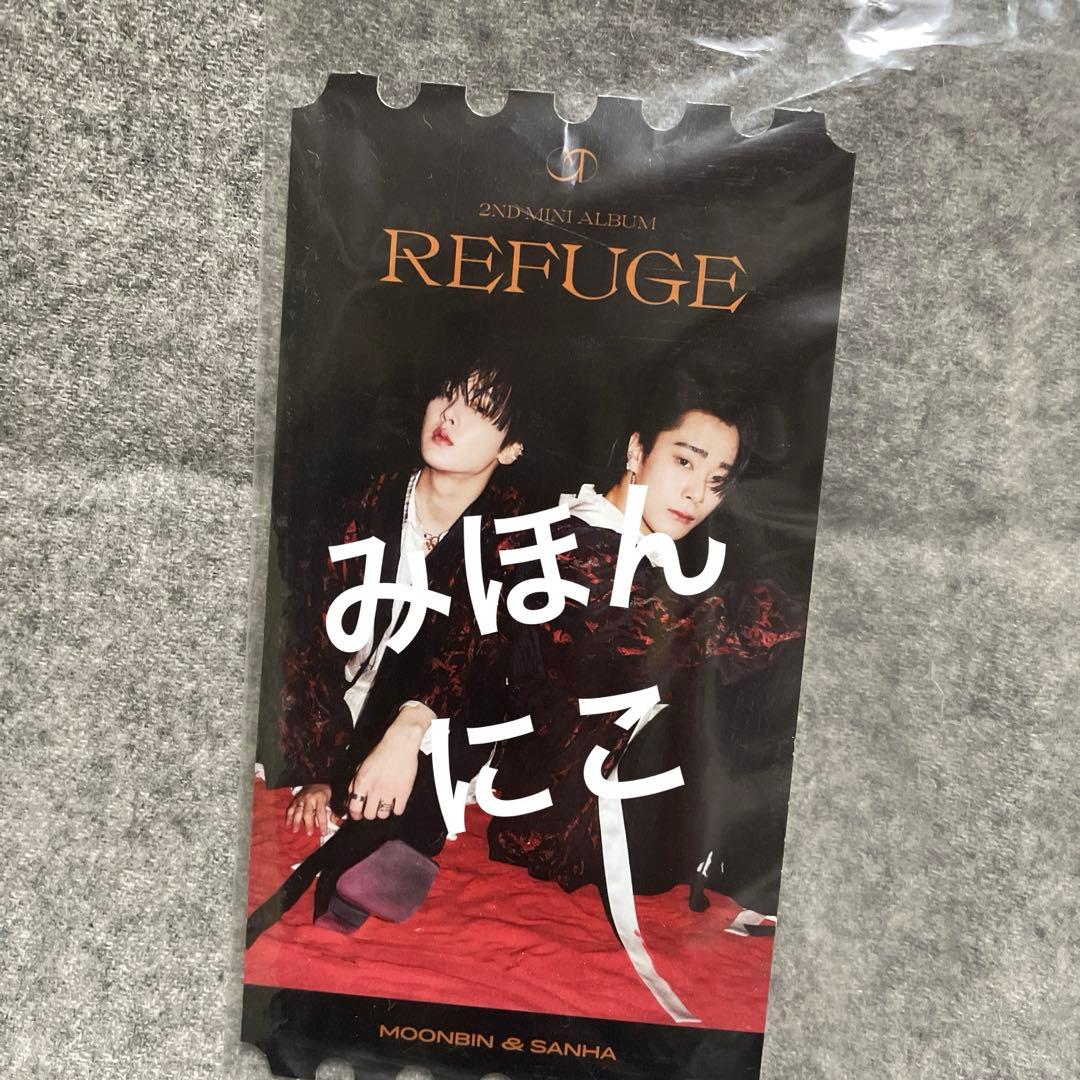 2ND MINI ALBUM
REFUGE
みほん
にこ
MOONBIN & SANHA